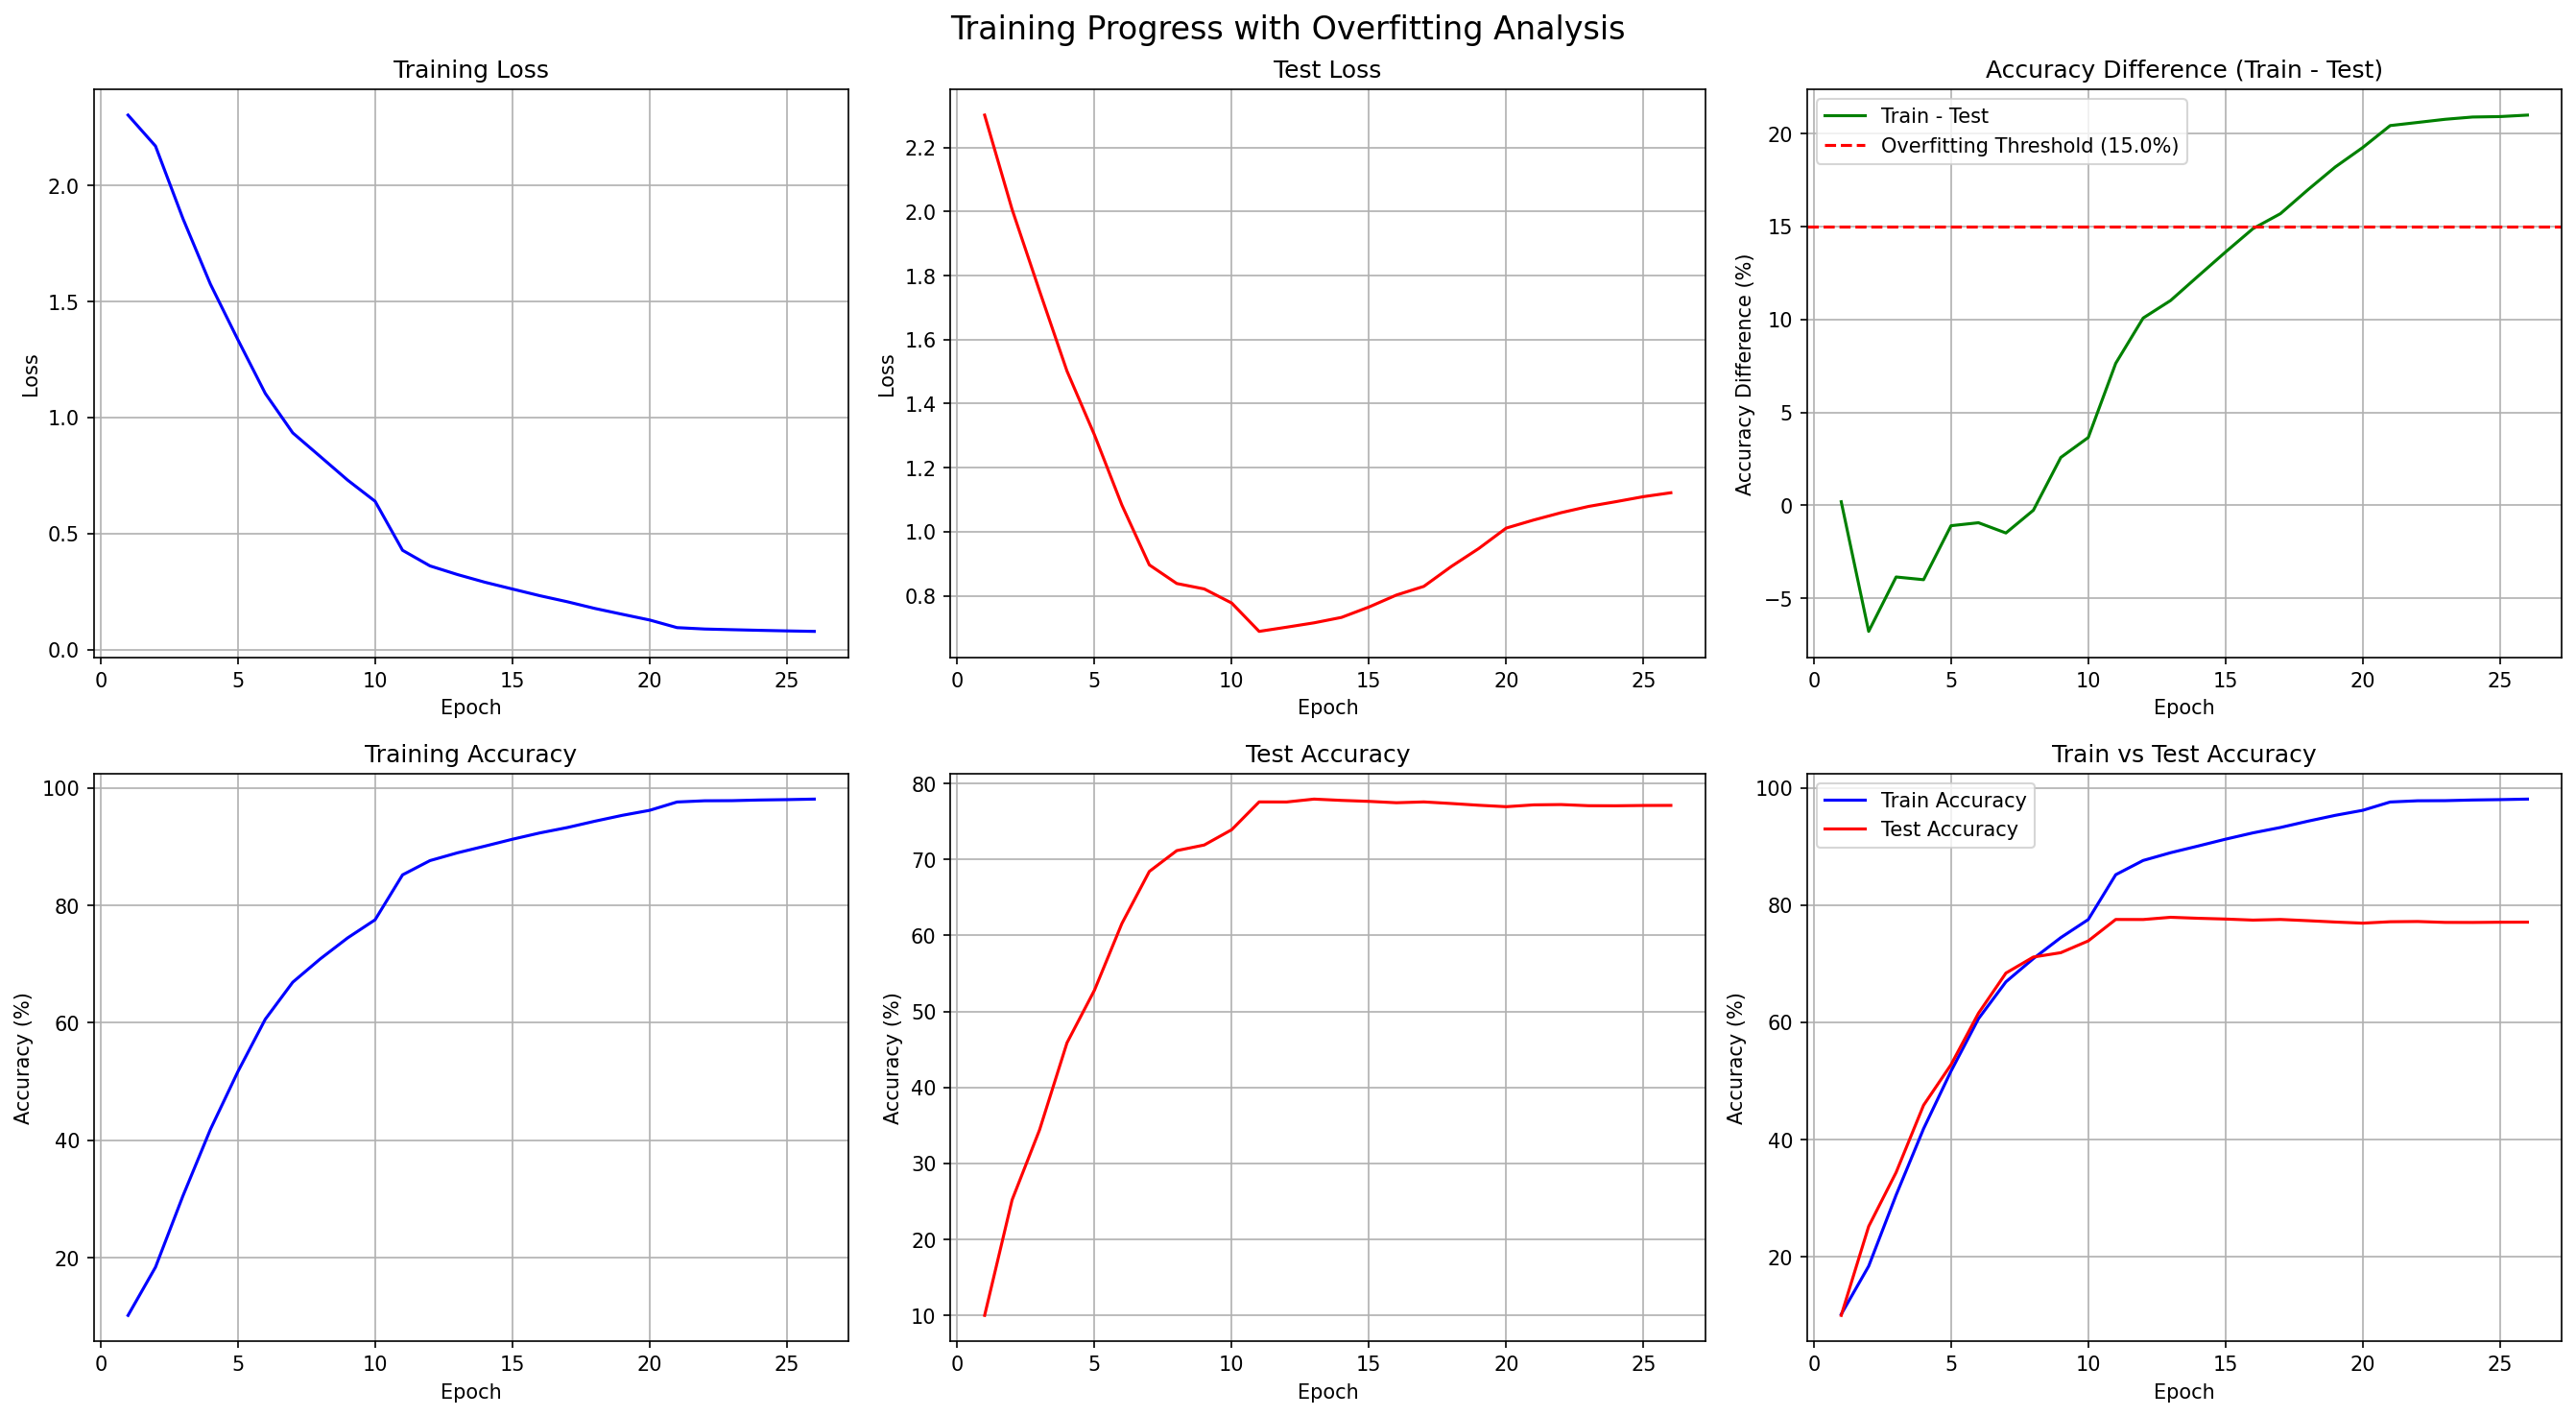 Training Progress with Overfitting Analysis
Training Loss
Loss
2.0
1.5
1.0
0.5
0.0
0 5 10 15 20 25
Epoch
Test Loss
Loss
2.2
2.0
1.8
1.6
1.4
1.2
1.0
0.8
0 5 10 15 20 25
Epoch
Accuracy Difference (Train - Test)
Train - Test
Overfitting Threshold (15.0%)
Accuracy Difference (%)
20
15
10
5
0
−5
0 5 10 15 20 25
Epoch
Training Accuracy
Accuracy (%)
100
80
60
40
20
0 5 10 15 20 25
Epoch
Test Accuracy
Accuracy (%)
80
70
60
50
40
30
20
10
0 5 10 15 20 25
Epoch
Train vs Test Accuracy
Train Accuracy
Test Accuracy
Accuracy (%)
100
80
60
40
20
0 5 10 15 20 25
Epoch